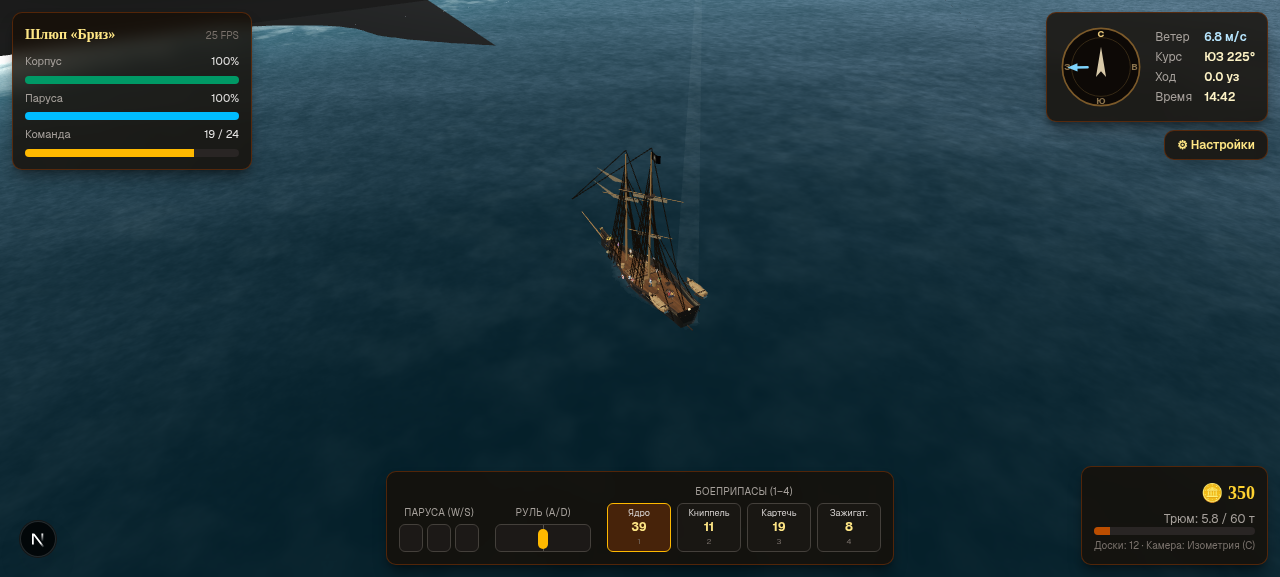 Шлюп «Бриз» 25 FPS
Корпус 100%
Паруса 100%
Команда 19 / 24
С
З В
Ю
Ветер 6.8 м/с
Курс ЮЗ 225°
Ход 0.0 уз
Время 14:42
⚙ Настройки
БОЕПРИПАСЫ (1–4)
ПАРУСА (W/S) РУЛЬ (A/D)
Ядро Книппель Картечь Зажигат.
39 11 19 8
1 2 3 4
350
Трюм: 5.8 / 60 т
Доски: 12 · Камера: Изометрия (C)
N